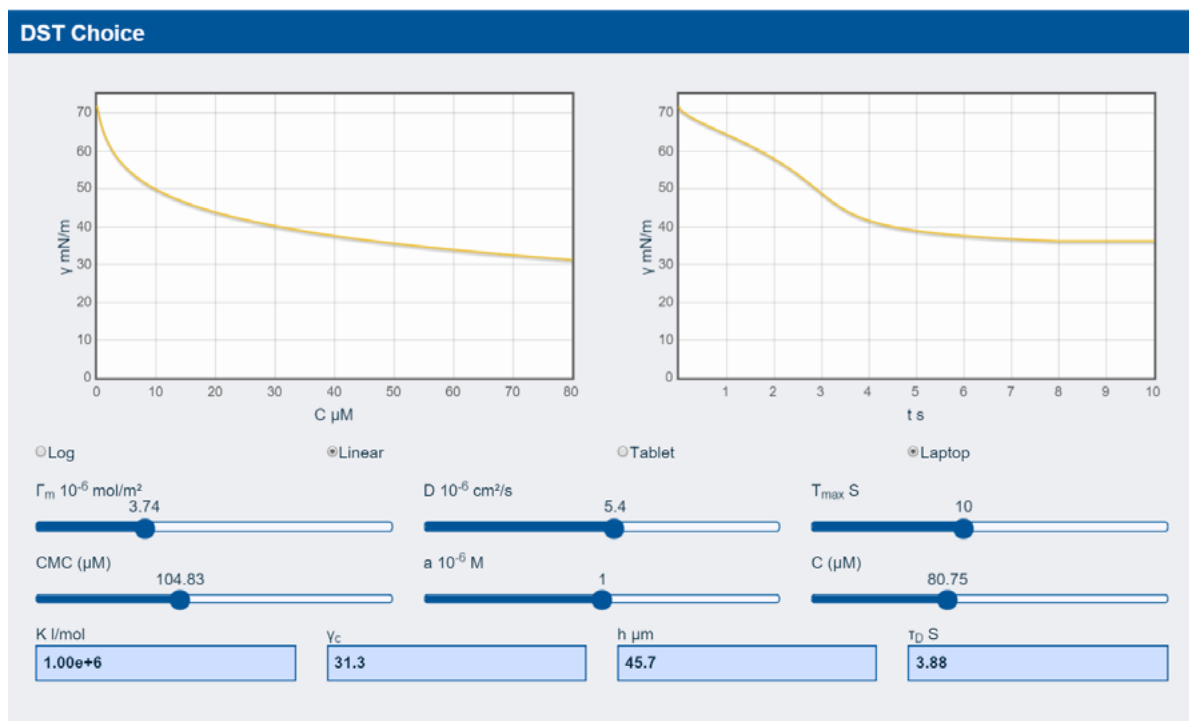 DST Choice
70
60
50
40
30
20
10
0
γ mN/m
0 10 20 30 40 50 60 70 80
C μM
70
60
50
40
30
20
10
0
γ mN/m
1 2 3 4 5 6 7 8 9 10
t s
Log Linear Tablet Laptop
Γm 10⁻⁶ mol/m² D 10⁻⁶ cm²/s Tmax S
3.74 5.4 10
CMC (μM) a 10⁻⁶ M C (μM)
104.83 1 80.75
K l/mol γc h μm τD S
1.00e+6 31.3 45.7 3.88